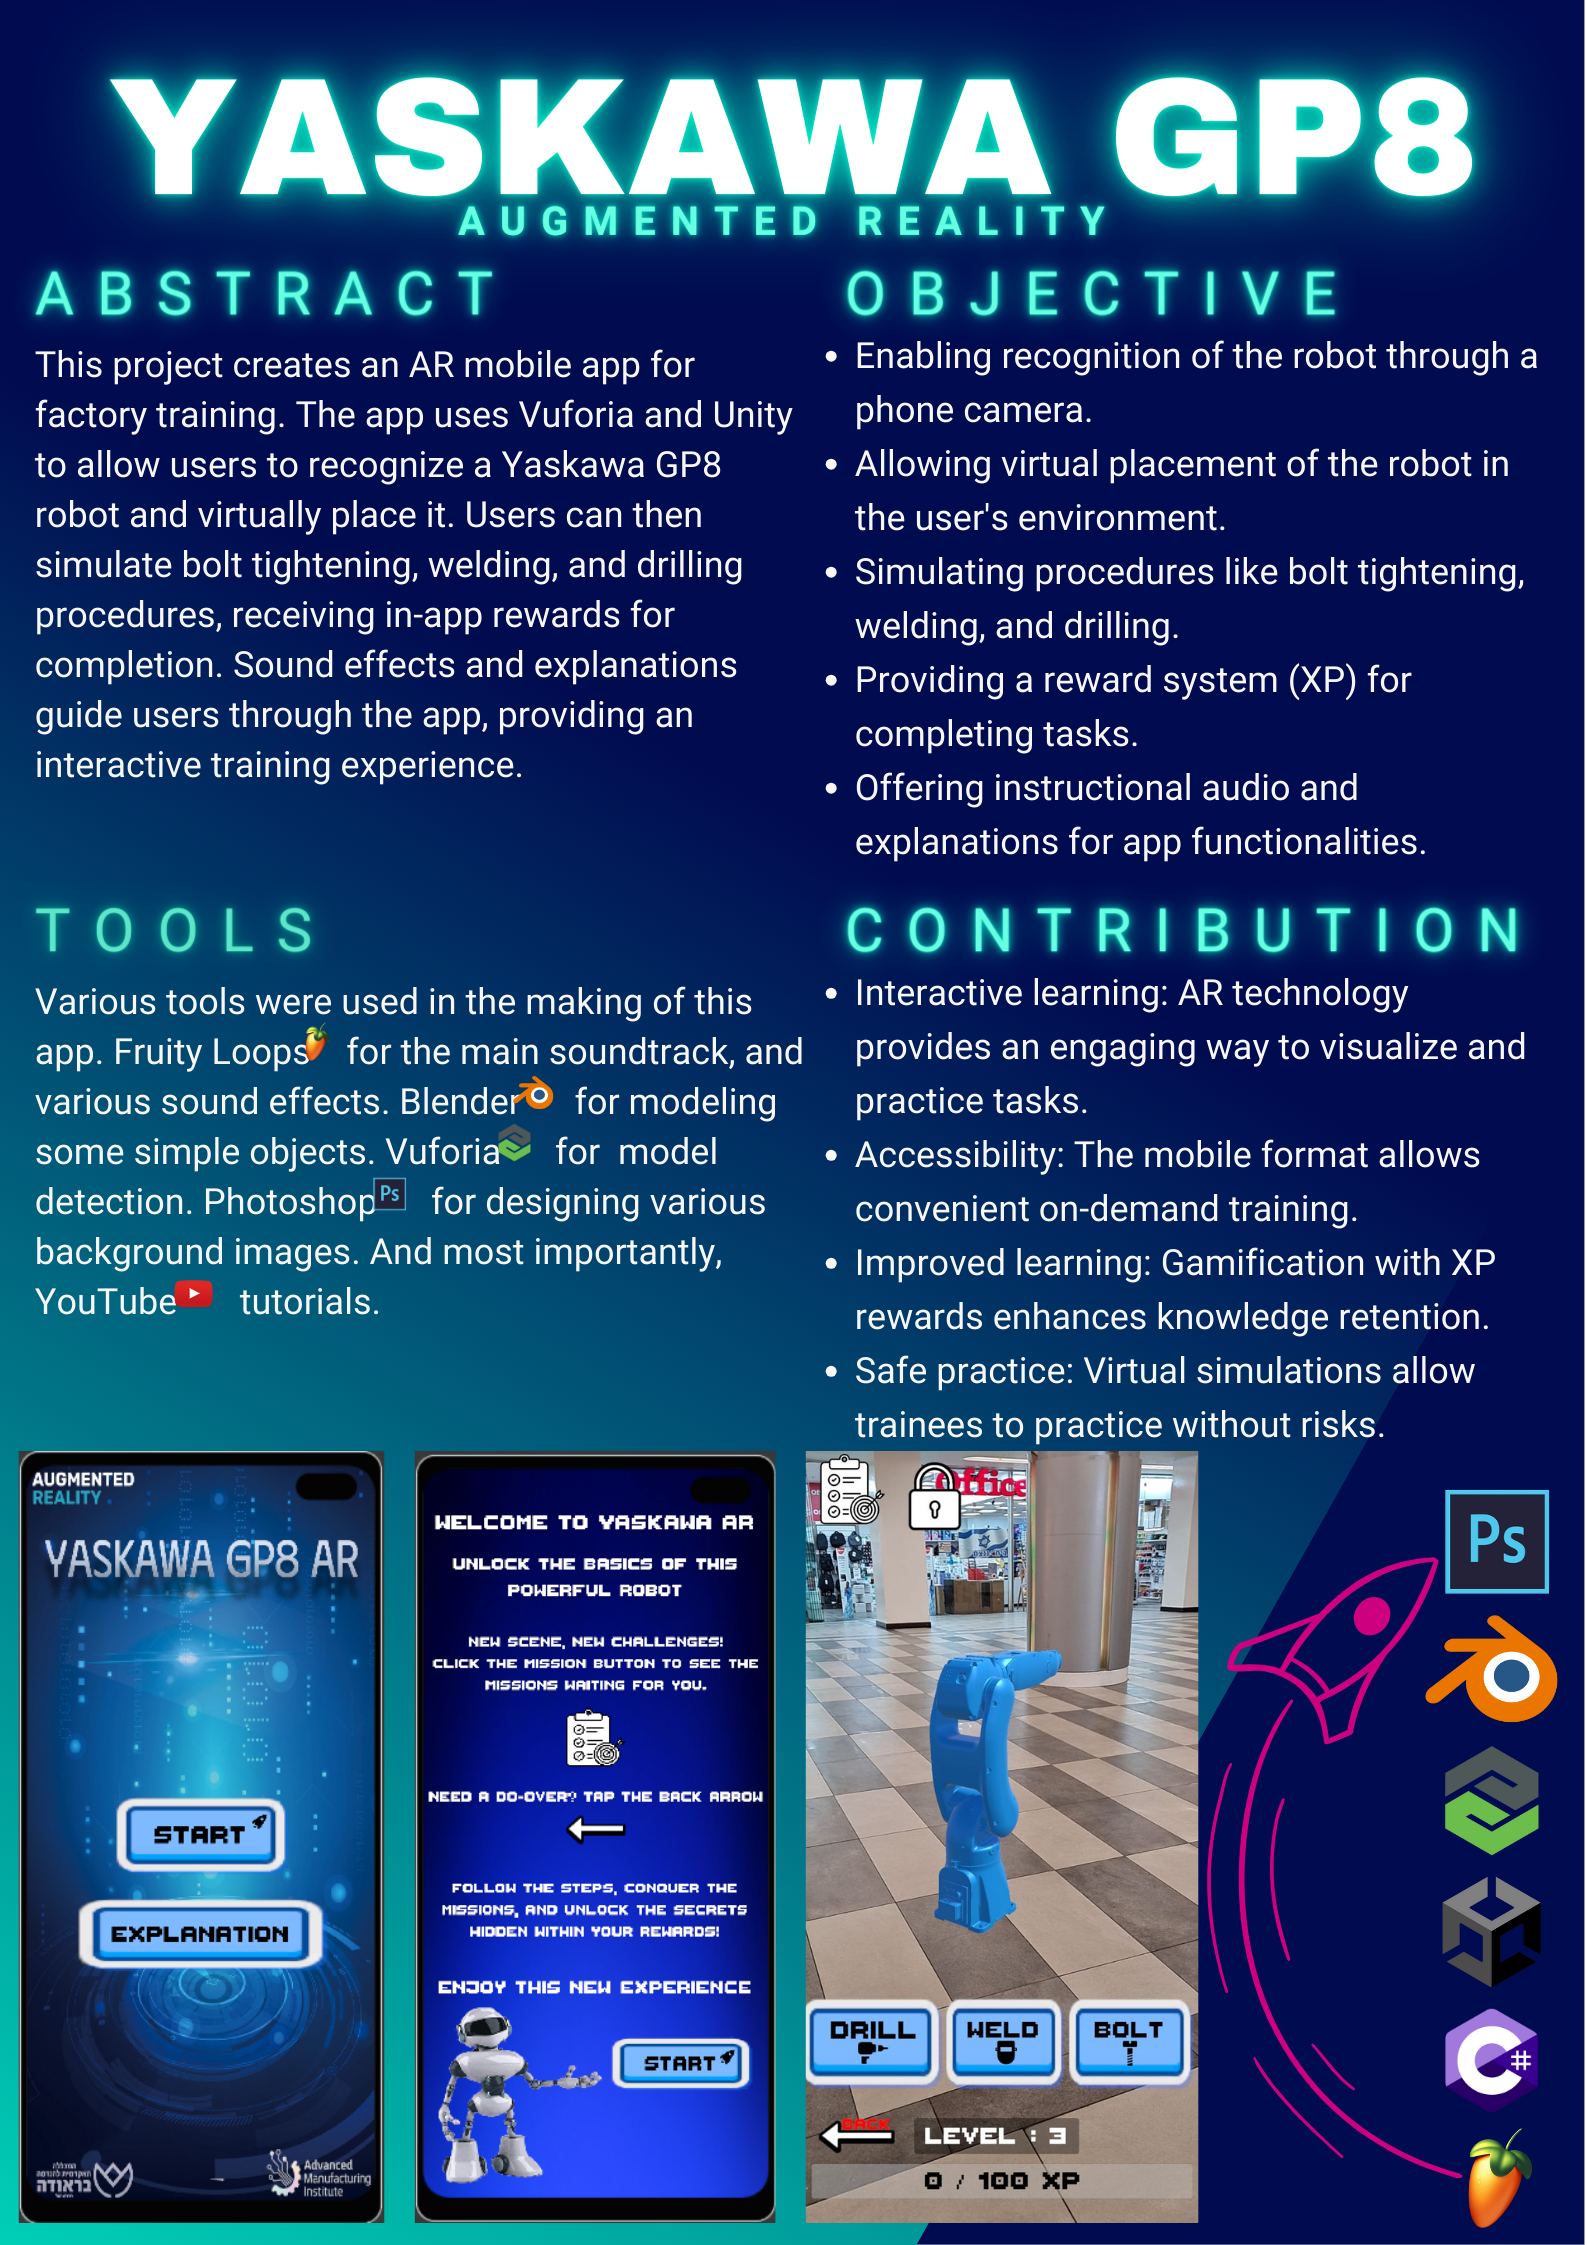 YASKAWA GP8
AUGMENTED REALITY
ABSTRACT
This project creates an AR mobile app for
factory training. The app uses Vuforia and Unity
to allow users to recognize a Yaskawa GP8
robot and virtually place it. Users can then
simulate bolt tightening, welding, and drilling
procedures, receiving in-app rewards for
completion. Sound effects and explanations
guide users through the app, providing an
interactive training experience.
OBJECTIVE
• Enabling recognition of the robot through a
phone camera.
• Allowing virtual placement of the robot in
the user's environment.
• Simulating procedures like bolt tightening,
welding, and drilling.
• Providing a reward system (XP) for
completing tasks.
• Offering instructional audio and
explanations for app functionalities.
TOOLS
Various tools were used in the making of this
app. Fruity Loops for the main soundtrack, and
various sound effects. Blender for modeling
some simple objects. Vuforia for model
detection. Photoshop Ps for designing various
background images. And most importantly,
YouTube tutorials.
CONTRIBUTION
• Interactive learning: AR technology
provides an engaging way to visualize and
practice tasks.
• Accessibility: The mobile format allows
convenient on-demand training.
• Improved learning: Gamification with XP
rewards enhances knowledge retention.
• Safe practice: Virtual simulations allow
trainees to practice without risks.
AUGMENTED
REALITY
YASKAWA GP8 AR
START
EXPLANATION
בראודה
Advanced
Manufacturing
Institute
WELCOME TO YASKAWA AR
UNLOCK THE BASICS OF THIS
POWERFUL ROBOT
NEW SCENE, NEW CHALLENGES!
CLICK THE MISSION BUTTON TO SEE THE
MISSIONS WAITING FOR YOU.
NEED A DO-OVER? TAP THE BACK ARROW
FOLLOW THE STEPS, CONQUER THE
MISSIONS, AND UNLOCK THE SECRETS
HIDDEN WITHIN YOUR REWARDS!
ENJOY THIS NEW EXPERIENCE
START
Office
DRILL
WELD
BOLT
BACK
LEVEL : 3
0 / 100 XP
Ps
C#